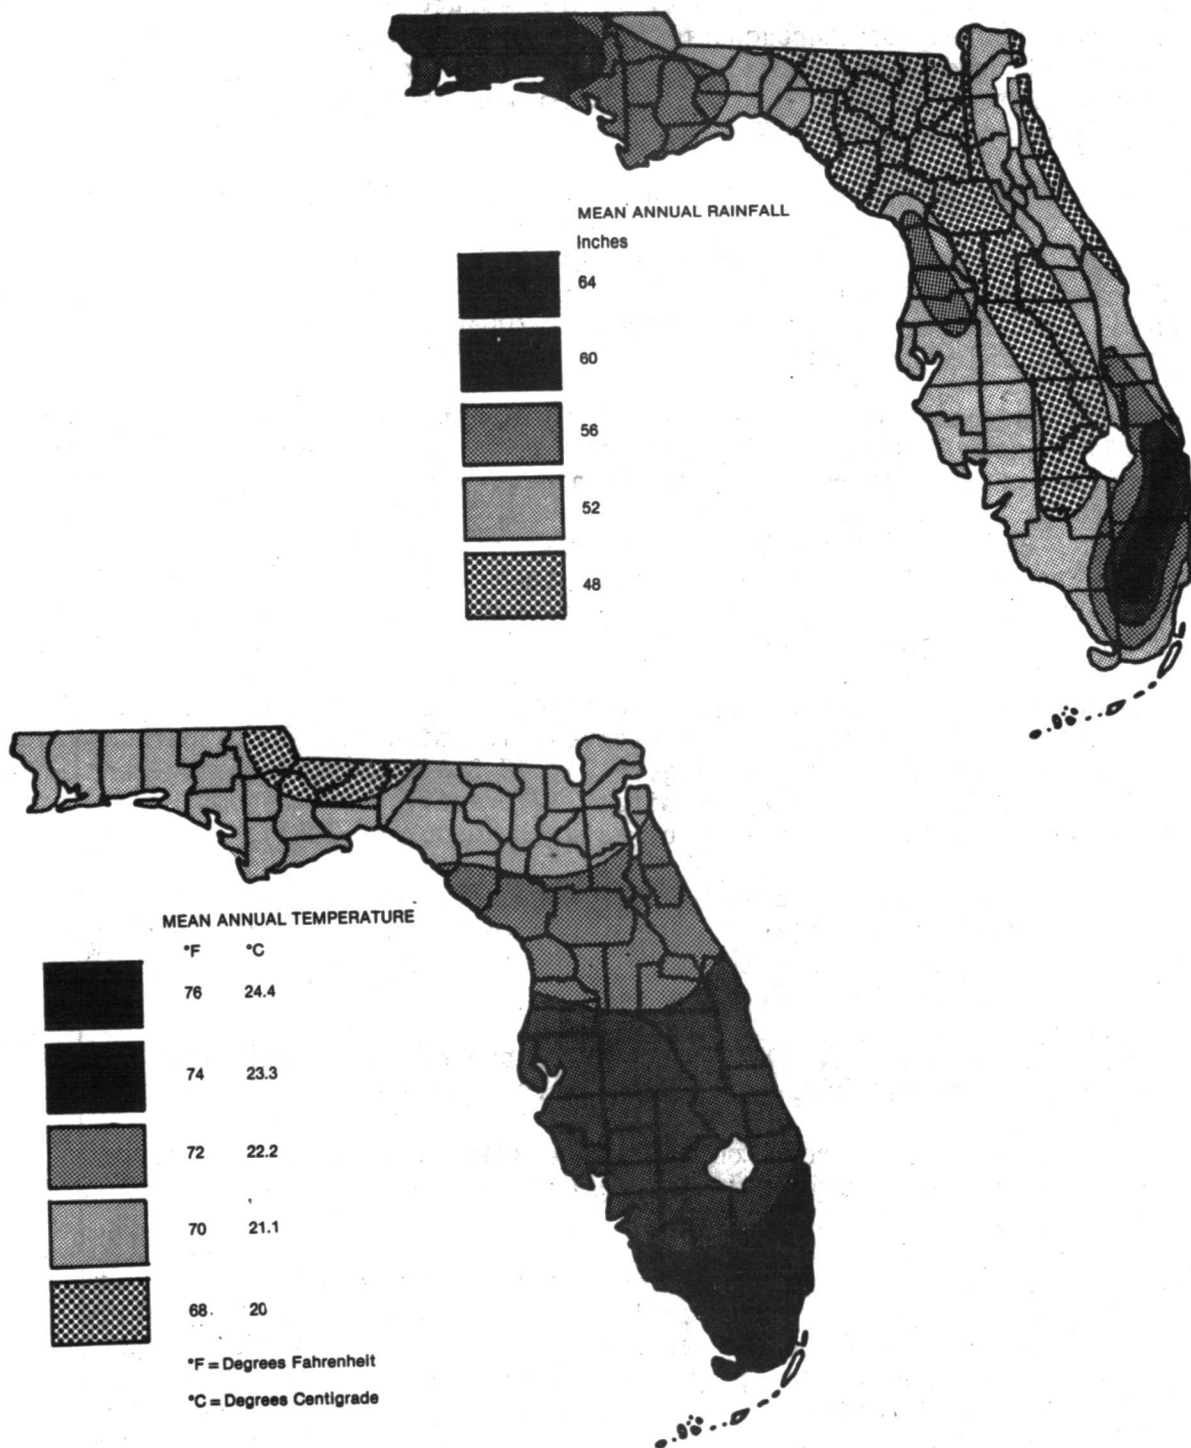 MEAN ANNUAL RAINFALL
Inches
64
60
56
52
48
MEAN ANNUAL TEMPERATURE
°F °C
76 24.4
74 23.3
72 22.2
70 21.1
68 20
°F = Degrees Fahrenheit
°C = Degrees Centigrade